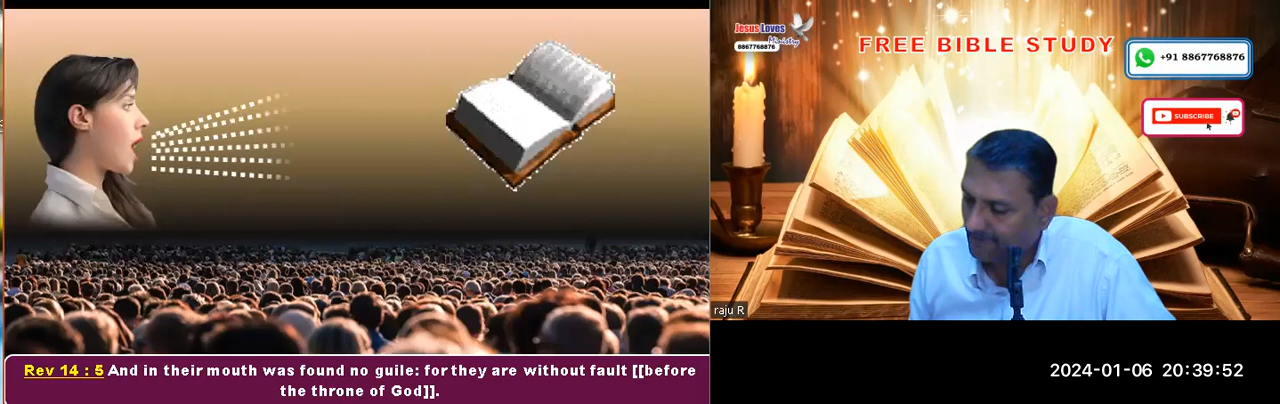 Rev 14 : 5 And in their mouth was found no guile: for they are without fault [[before
the throne of God]].
Jesus Loves
Ministry
8867768876
FREE BIBLE STUDY
+91 8867768876
SUBSCRIBE
raju R
2024-01-06 20:39:52